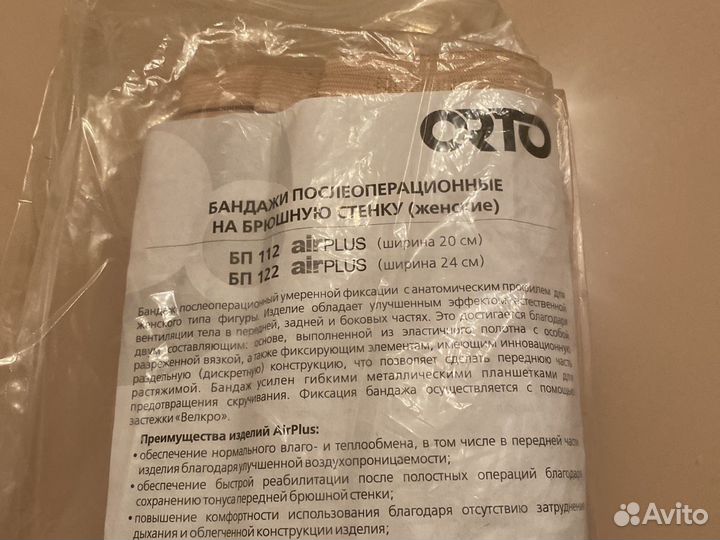 ORTO
БАНДАЖИ ПОСЛЕОПЕРАЦИОННЫЕ
НА БРЮШНУЮ СТЕНКУ (женские)
БП 112 airPLUS (ширина 20 см)
БП 122 airPLUS (ширина 24 см)
Бандаж послеоперационный умеренной фиксации с анатомическим профилем для
женского типа фигуры. Изделие обладает улучшенным эффектом естественной
вентиляции тела в передней, задней и боковых частях. Это достигается благодаря
двум составляющим: основе, выполненной из эластичного полотна с особой
разреженной вязкой, а также фиксирующим элементам, имеющим инновационную
раздельную (дискретную) конструкцию, что позволяет сделать переднюю часть
растяжимой. Бандаж усилен гибкими металлическими планшетками для
предотвращения скручивания. Фиксация бандажа осуществляется с помощью
застежки «Велкро».
Преимущества изделий AirPlus:
• обеспечение нормального влаго- и теплообмена, в том числе в передней части
изделия благодаря улучшенной воздухопроницаемости;
• обеспечение быстрой реабилитации после полостных операций благодаря
сохранению тонуса передней брюшной стенки;
• повышение комфортности использования благодаря отсутствию затруднения
дыхания и облегченной конструкции изделия;
Avito